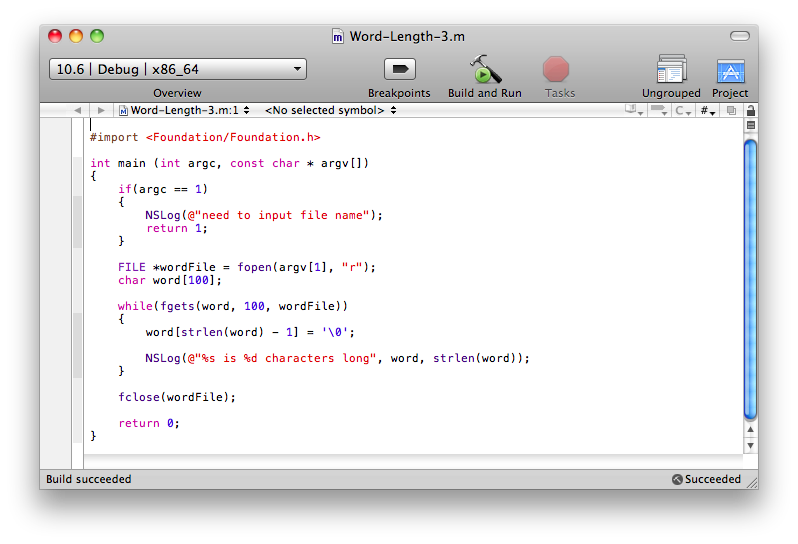 Word-Length-3.m
10.6 | Debug | x86_64
Overview
Breakpoints
Build and Run
Tasks
Ungrouped
Project
Word-Length-3.m:1 <No selected symbol>
C #
#import <Foundation/Foundation.h>
int main (int argc, const char * argv[])
{
if(argc == 1)
{
NSLog(@"need to input file name");
return 1;
}
FILE *wordFile = fopen(argv[1], "r");
char word[100];
while(fgets(word, 100, wordFile))
{
word[strlen(word) - 1] = '\0';
NSLog(@"%s is %d characters long", word, strlen(word));
}
fclose(wordFile);
return 0;
}
Build succeeded
Succeeded